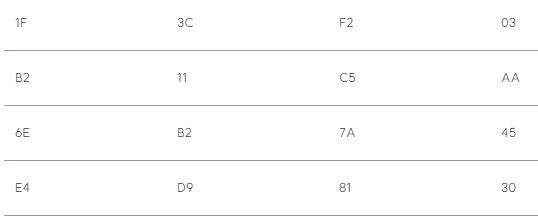 1F 3C F2 03
B2 11 C5 AA
6E B2 7A 45
E4 D9 81 30